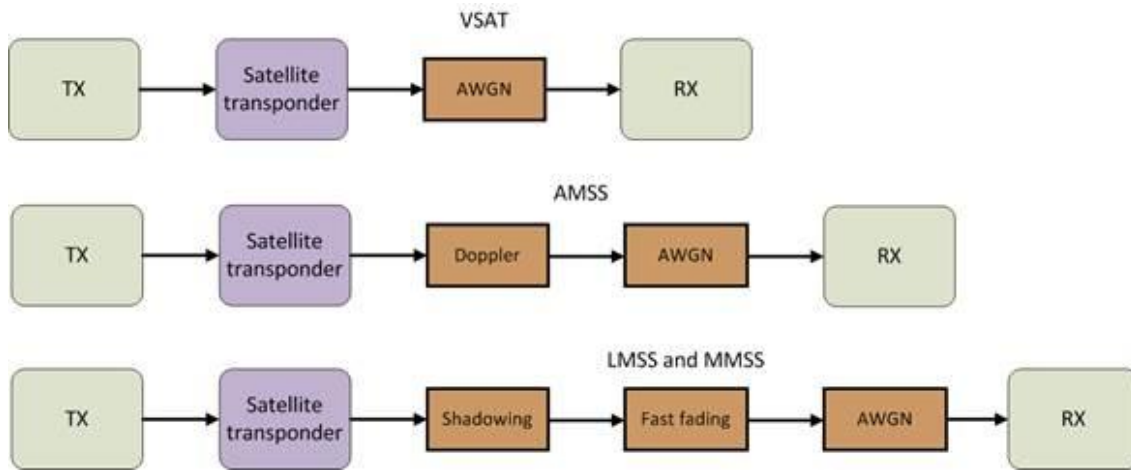 VSAT
TX
Satellite
transponder
AWGN
RX
AMSS
TX
Satellite
transponder
Doppler
AWGN
RX
LMSS and MMSS
TX
Satellite
transponder
Shadowing
Fast fading
AWGN
RX